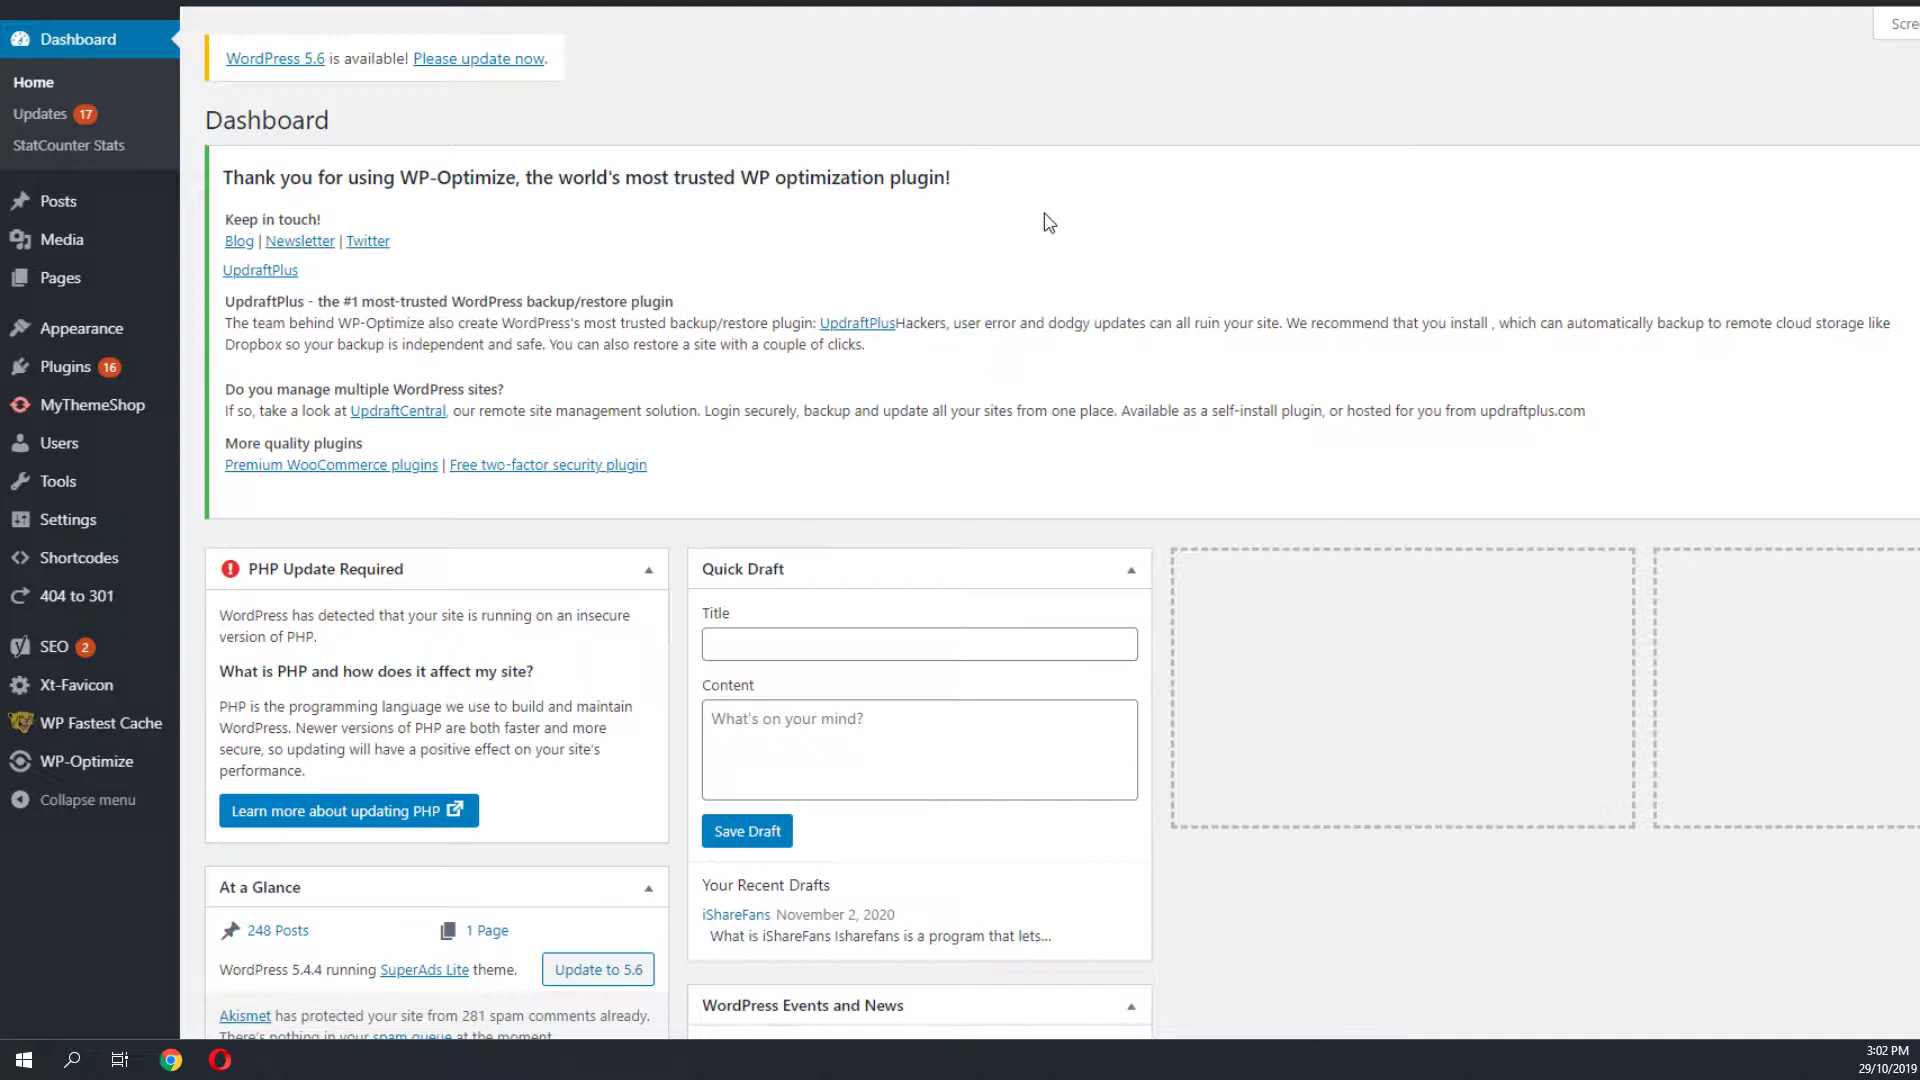 Scre
Dashboard
Home
Updates 17
StatCounter Stats
Posts
Media
Pages
Appearance
Plugins 16
MyThemeShop
Users
Tools
Settings
Shortcodes
404 to 301
SEO 2
Xt-Favicon
WP Fastest Cache
WP-Optimize
Collapse menu
WordPress 5.6 is available! Please update now.
Dashboard
Thank you for using WP-Optimize, the world's most trusted WP optimization plugin!
Keep in touch!
Blog | Newsletter | Twitter
UpdraftPlus
UpdraftPlus - the #1 most-trusted WordPress backup/restore plugin
The team behind WP-Optimize also create WordPress's most trusted backup/restore plugin: UpdraftPlusHackers, user error and dodgy updates can all ruin your site. We recommend that you install , which can automatically backup to remote cloud storage like
Dropbox so your backup is independent and safe. You can also restore a site with a couple of clicks.
Do you manage multiple WordPress sites?
If so, take a look at UpdraftCentral, our remote site management solution. Login securely, backup and update all your sites from one place. Available as a self-install plugin, or hosted for you from updraftplus.com
More quality plugins
Premium WooCommerce plugins | Free two-factor security plugin
PHP Update Required
WordPress has detected that your site is running on an insecure
version of PHP.
What is PHP and how does it affect my site?
PHP is the programming language we use to build and maintain
WordPress. Newer versions of PHP are both faster and more
secure, so updating will have a positive effect on your site's
performance.
Learn more about updating PHP
At a Glance
248 Posts
1 Page
WordPress 5.4.4 running SuperAds Lite theme.
Update to 5.6
Akismet has protected your site from 281 spam comments already.
There's nothing in your spam queue at the moment.
Quick Draft
Title
Content
What's on your mind?
Save Draft
Your Recent Drafts
iShareFans November 2, 2020
What is iShareFans Isharefans is a program that lets...
WordPress Events and News
3:02 PM
29/10/2019